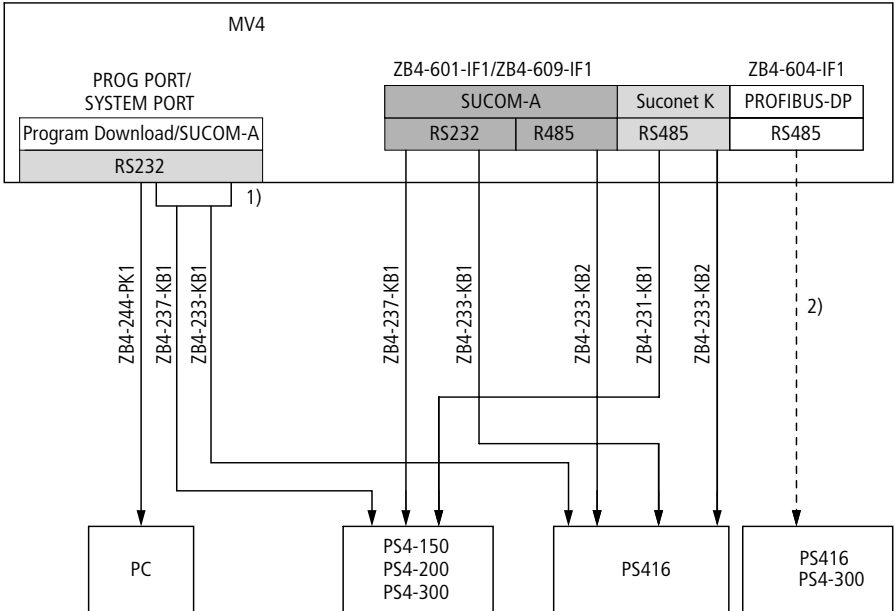 MV4
PROG PORT/
SYSTEM PORT
Program Download/SUCOM-A
RS232
1)
ZB4-601-IF1/ZB4-609-IF1
ZB4-604-IF1
SUCOM-A
Suconet K
PROFIBUS-DP
RS232
R485
RS485
RS485
ZB4-244-PK1
ZB4-237-KB1
ZB4-233-KB1
ZB4-237-KB1
ZB4-233-KB1
ZB4-233-KB2
ZB4-231-KB1
ZB4-233-KB2
2)
PC
PS4-150
PS4-200
PS4-300
PS416
PS416
PS4-300